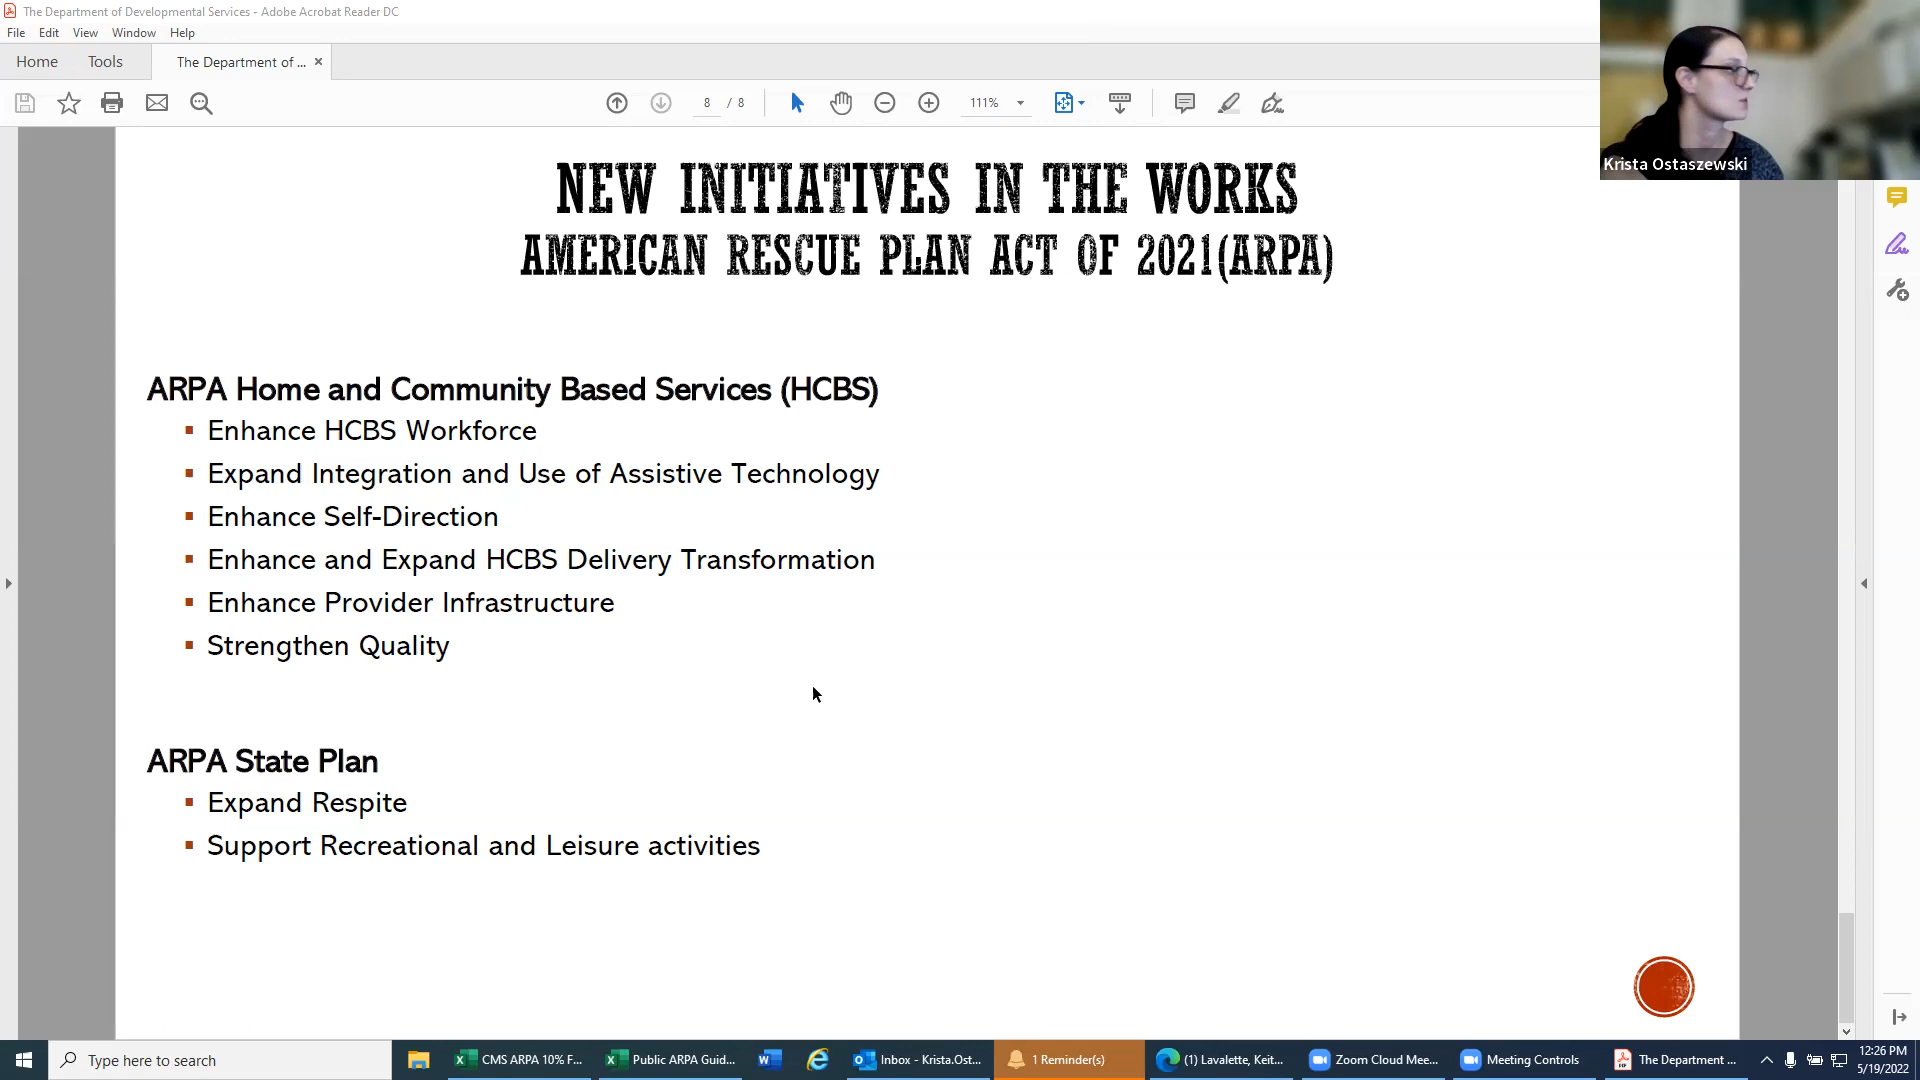 The Department of Developmental Services - Adobe Acrobat Reader DC
File Edit View Window Help
Home Tools The Department of ... ×
8 / 8 111%
Krista Ostaszewski
NEW INITIATIVES IN THE WORKS
AMERICAN RESCUE PLAN ACT OF 2021(ARPA)
ARPA Home and Community Based Services (HCBS)
▪ Enhance HCBS Workforce
▪ Expand Integration and Use of Assistive Technology
▪ Enhance Self-Direction
▪ Enhance and Expand HCBS Delivery Transformation
▪ Enhance Provider Infrastructure
▪ Strengthen Quality
ARPA State Plan
▪ Expand Respite
▪ Support Recreational and Leisure activities
Type here to search
CMS ARPA 10% F...
Public ARPA Guid...
Inbox - Krista.Ost...
1 Reminder(s)
(1) Lavalette, Keit...
Zoom Cloud Mee...
Meeting Controls
The Department ...
12:26 PM
5/19/2022